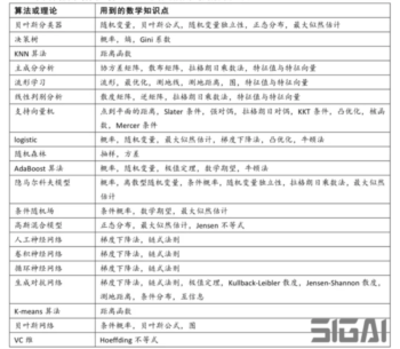 算法或理论 用到的数学知识点
贝叶斯分类器 随机变量，贝叶斯公式，随机变量独立性，正态分布，最大似然估计
决策树 概率，熵，Gini 系数
KNN 算法 距离函数
主成分分析 协方差矩阵，散布矩阵，拉格朗日乘数法，特征值与特征向量
流形学习 流形，最优化，测地线，测地距离，图，特征值与特征向量
线性判别分析 散度矩阵，逆矩阵，拉格朗日乘数法，特征值与特征向量
支持向量机 点到平面的距离，Slater 条件，强对偶，拉格朗日对偶，KKT 条件，凸优化，核函
数，Mercer 条件
logistic 概率，随机变量，最大似然估计，梯度下降法，凸优化，牛顿法
随机森林 抽样，方差
AdaBoost 算法 概率，随机变量，极值定理，数学期望，牛顿法
隐马尔科夫模型 概率，离散型随机变量，条件概率，随机变量独立性，拉格朗日乘数法，最大似然
估计
条件随机场 条件概率，数学期望，最大似然估计
高斯混合模型 正态分布，最大似然估计，Jensen 不等式
人工神经网络 梯度下降法，链式法则
卷积神经网络 梯度下降法，链式法则
循环神经网络 梯度下降法，链式法则
生成对抗网络 梯度下降法，链式法则，极值定理，Kullback-Leibler 散度，Jensen-Shannon 散度，
测地距离，条件分布，互信息
K-means 算法 距离函数
贝叶斯网络 条件概率，贝叶斯公式，图
VC 维 Hoeffding 不等式
SIGAI